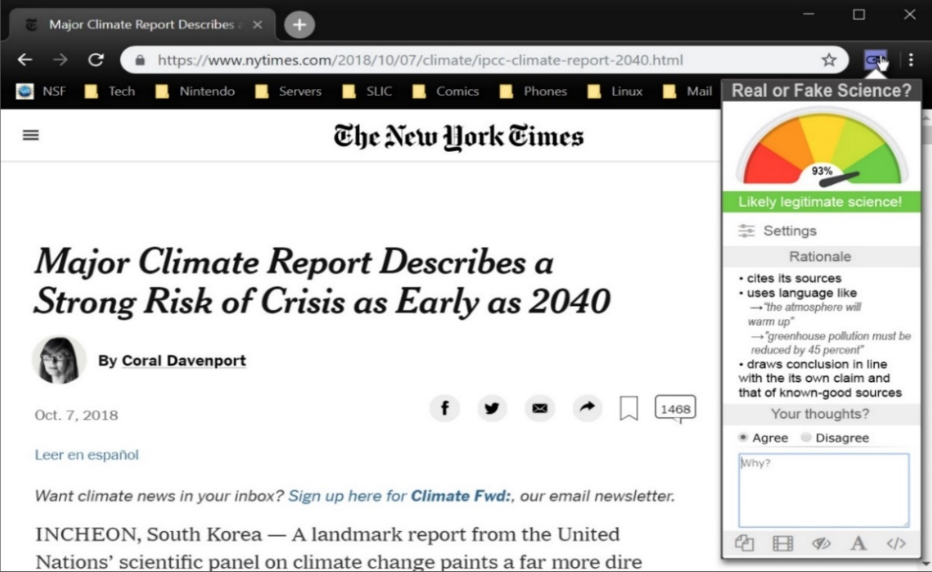 Major Climate Report Describes a
https://www.nytimes.com/2018/10/07/climate/ipcc-climate-report-2040.html
NSF Tech Nintendo Servers SLIC Comics Phones Linux Mail
The New York Times
Major Climate Report Describes a
Strong Risk of Crisis as Early as 2040
By Coral Davenport
Oct. 7, 2018
1468
Leer en español
Want climate news in your inbox? Sign up here for Climate Fwd:, our email newsletter.
INCHEON, South Korea — A landmark report from the United
Nations’ scientific panel on climate change paints a far more dire
Real or Fake Science?
93%
Likely legitimate science!
Settings
Rationale
• cites its sources
• uses language like
→"the atmosphere will
warm up"
→"greenhouse pollution must be
reduced by 45 percent"
• draws conclusion in line
with the its own claim and
that of known-good sources
Your thoughts?
Agree Disagree
Why?
A </>